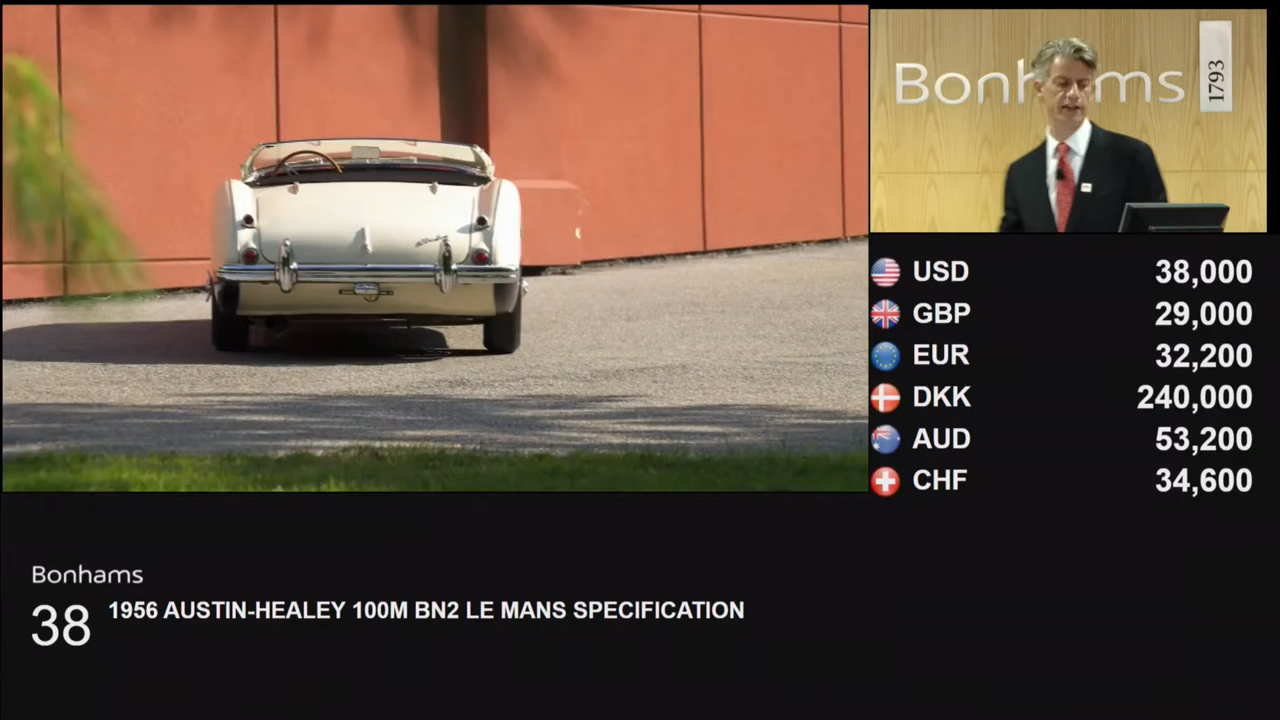 Bonhams
1793
USD 38,000
GBP 29,000
EUR 32,200
DKK 240,000
AUD 53,200
CHF 34,600
Bonhams
38
1956 AUSTIN-HEALEY 100M BN2 LE MANS SPECIFICATION